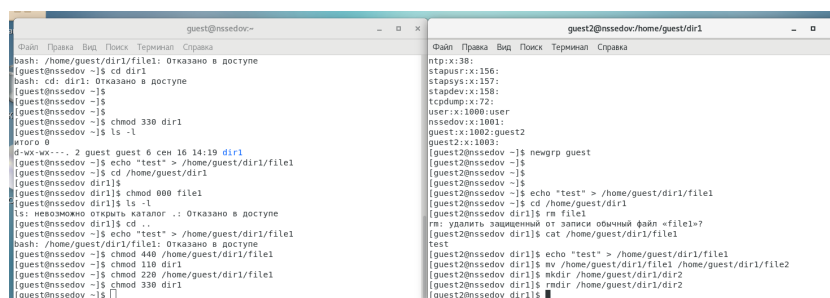 guest@nssedov:~
Файл Правка Вид Поиск Терминал Справка
bash: /home/guest/dir1/file1: Отказано в доступе
[guest@nssedov ~]$ cd dir1
bash: cd: dir1: Отказано в доступе
[guest@nssedov ~]$
[guest@nssedov ~]$
[guest@nssedov ~]$
[guest@nssedov ~]$ chmod 330 dir1
[guest@nssedov ~]$ ls -l
итого 0
d-wx-wx---. 2 guest guest 6 сен 16 14:19 dir1
[guest@nssedov ~]$ echo "test" > /home/guest/dir1/file1
[guest@nssedov ~]$ cd /home/guest/dir1
[guest@nssedov dir1]$
[guest@nssedov dir1]$ chmod 000 file1
[guest@nssedov dir1]$ ls -l
ls: невозможно открыть каталог .: Отказано в доступе
[guest@nssedov dir1]$ cd ..
[guest@nssedov ~]$ echo "test" > /home/guest/dir1/file1
bash: /home/guest/dir1/file1: Отказано в доступе
[guest@nssedov ~]$ chmod 440 /home/guest/dir1/file1
[guest@nssedov ~]$ chmod 110 dir1
[guest@nssedov ~]$ chmod 220 /home/guest/dir1/file1
[guest@nssedov ~]$ chmod 330 dir1
[guest@nssedov ~]$
guest2@nssedov:/home/guest/dir1
Файл Правка Вид Поиск Терминал Справка
ntp:x:38:
stapusr:x:156:
stapsys:x:157:
stapdev:x:158:
tcpdump:x:72:
user:x:1000:user
nssedov:x:1001:
guest:x:1002:guest2
guest2:x:1003:
[guest2@nssedov ~]$ newgrp guest
[guest2@nssedov ~]$
[guest2@nssedov ~]$
[guest2@nssedov ~]$ echo "test" > /home/guest/dir1/file1
[guest2@nssedov ~]$ cd /home/guest/dir1
[guest2@nssedov dir1]$ rm file1
rm: удалить защищенный от записи обычный файл «file1»?
[guest2@nssedov dir1]$ cat /home/guest/dir1/file1
test
[guest2@nssedov dir1]$ echo "test" > /home/guest/dir1/file1
[guest2@nssedov dir1]$ mv /home/guest/dir1/file1 /home/guest/dir1/file2
[guest2@nssedov dir1]$ mkdir /home/guest/dir1/dir2
[guest2@nssedov dir1]$ rmdir /home/guest/dir1/dir2
[guest2@nssedov dir1]$